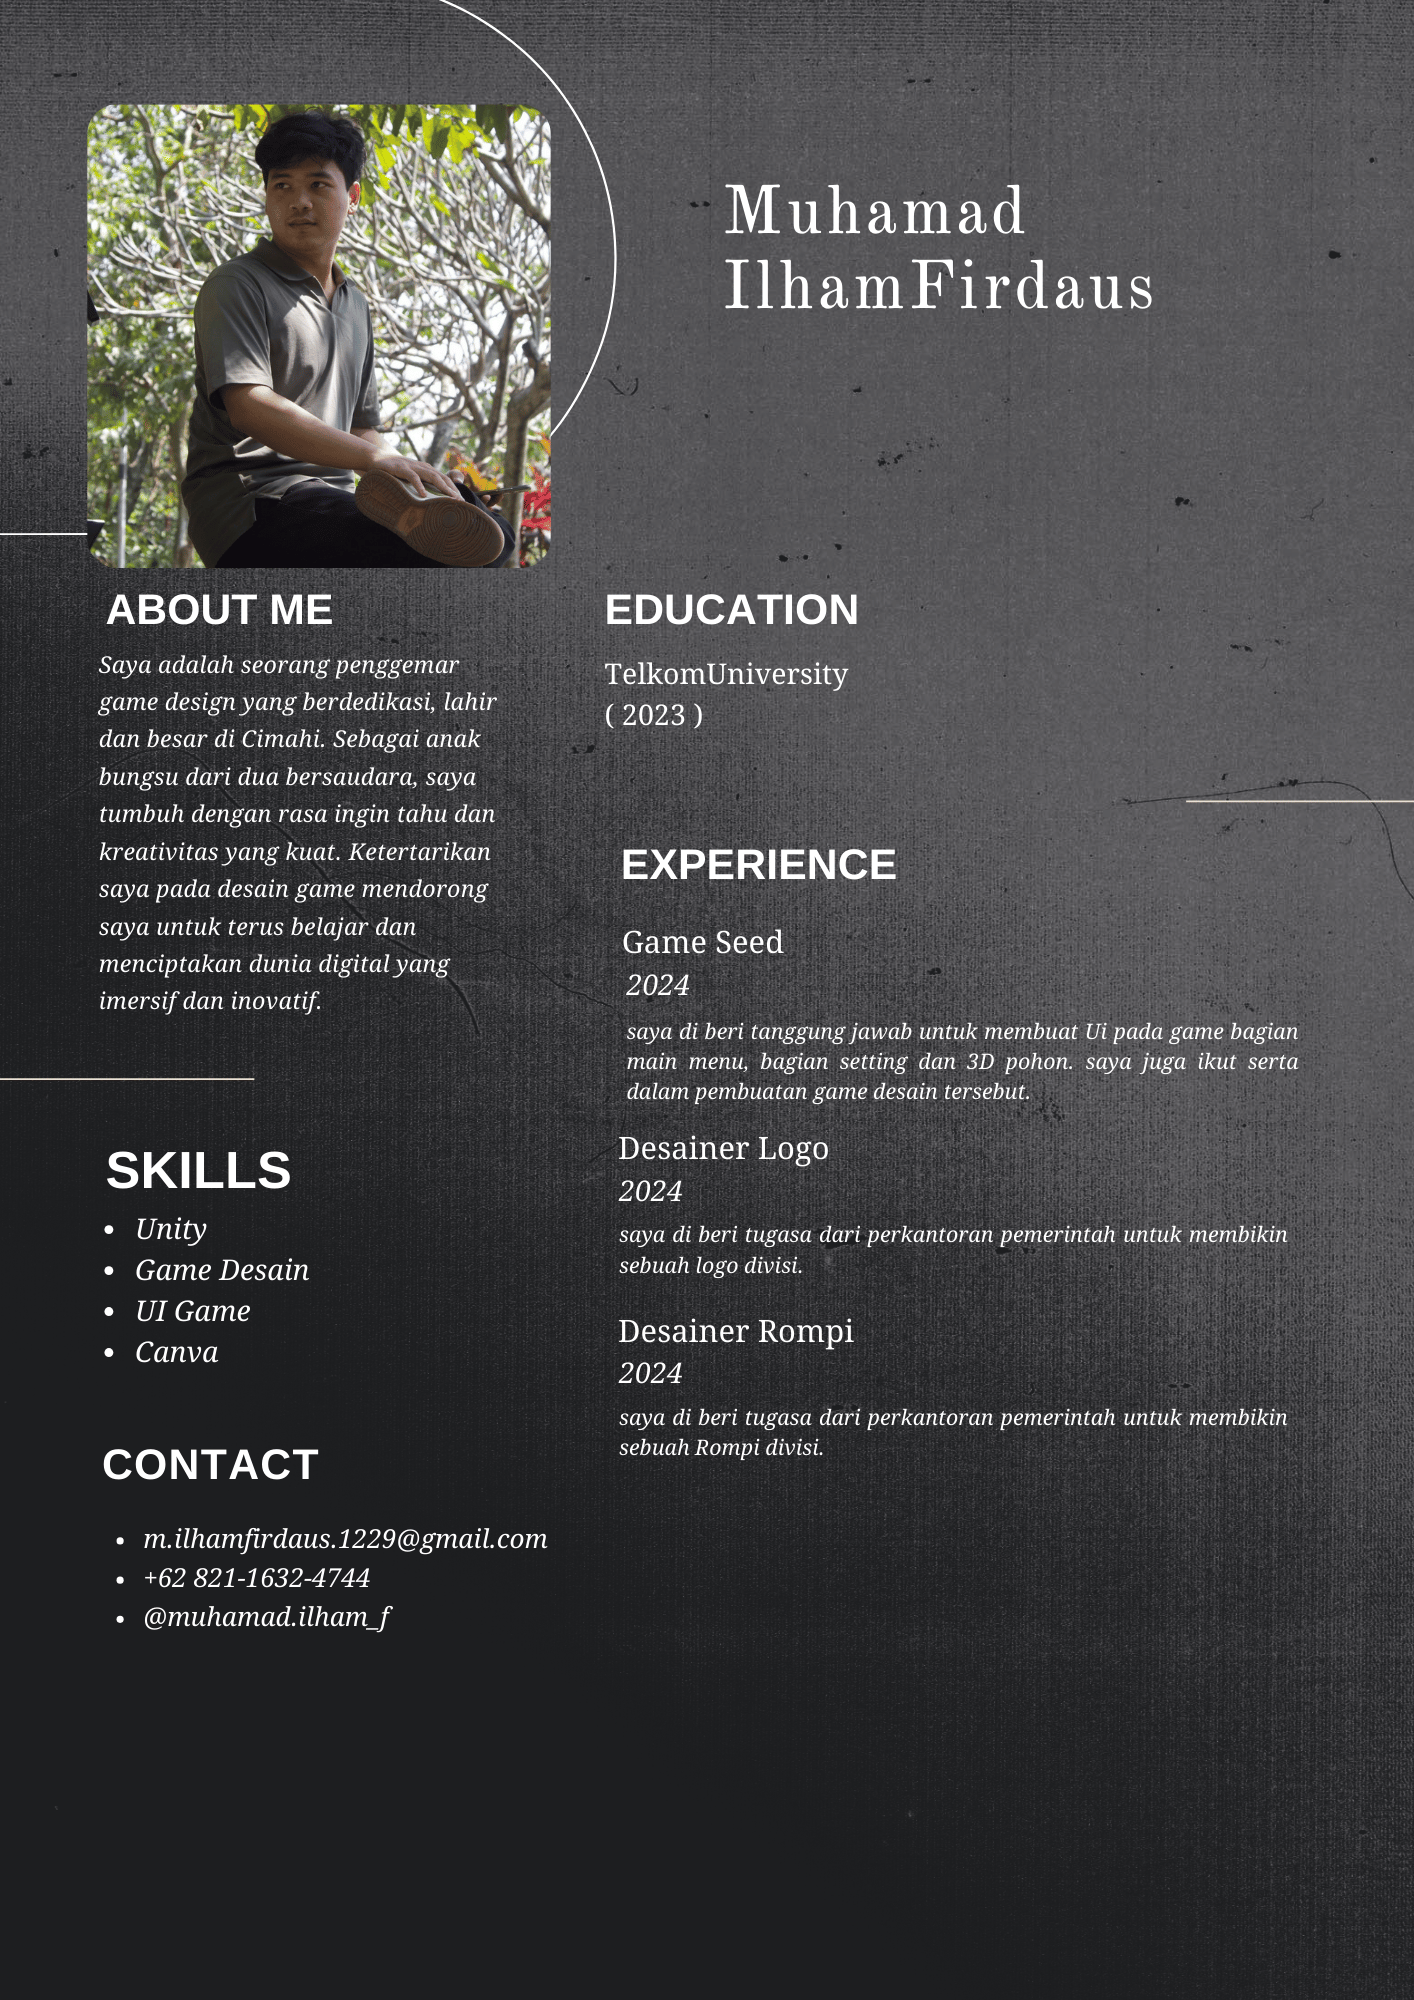 Muhamad
IlhamFirdaus
ABOUT ME
Saya adalah seorang penggemar
game design yang berdedikasi, lahir
dan besar di Cimahi. Sebagai anak
bungsu dari dua bersaudara, saya
tumbuh dengan rasa ingin tahu dan
kreativitas yang kuat. Ketertarikan
saya pada desain game mendorong
saya untuk terus belajar dan
menciptakan dunia digital yang
imersif dan inovatif.
SKILLS
• Unity
• Game Desain
• UI Game
• Canva
CONTACT
• m.ilhamfirdaus.1229@gmail.com
• +62 821-1632-4744
• @muhamad.ilham_f
EDUCATION
TelkomUniversity
( 2023 )
EXPERIENCE
Game Seed
2024
saya di beri tanggung jawab untuk membuat Ui pada game bagian
main menu, bagian setting dan 3D pohon. saya juga ikut serta
dalam pembuatan game desain tersebut.
Desainer Logo
2024
saya di beri tugasa dari perkantoran pemerintah untuk membikin
sebuah logo divisi.
Desainer Rompi
2024
saya di beri tugasa dari perkantoran pemerintah untuk membikin
sebuah Rompi divisi.